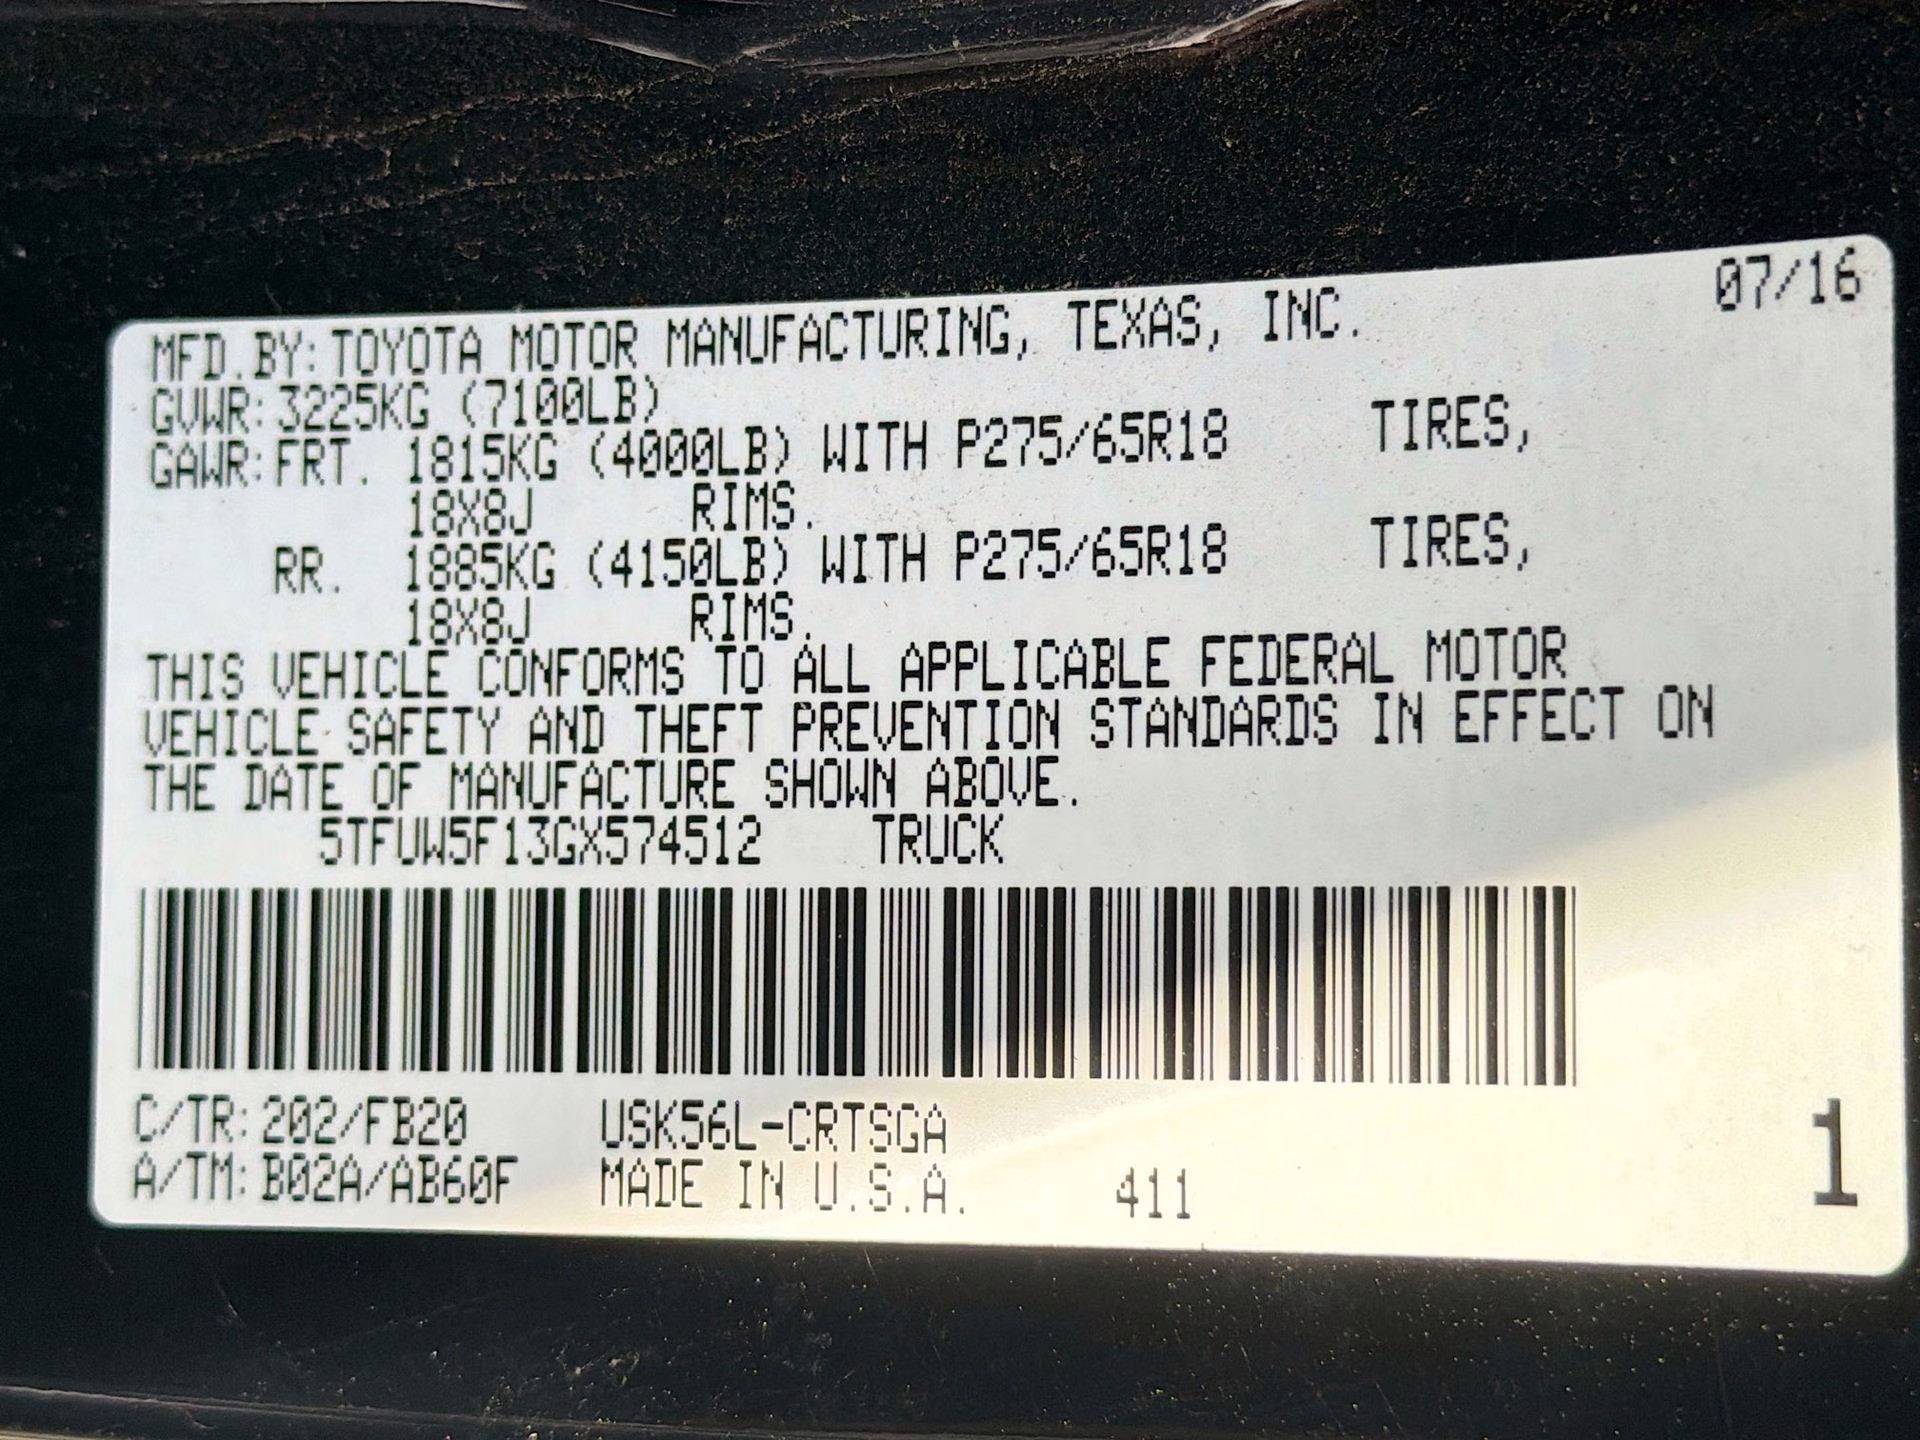 07/16
MFD.BY:TOYOTA MOTOR MANUFACTURING, TEXAS, INC.
GVWR:3225KG (7100LB)
GAWR:FRT. 1815KG (4000LB) WITH P275/65R18 TIRES,
18X8J RIMS.
RR. 1885KG (4150LB) WITH P275/65R18 TIRES,
18X8J RIMS.
THIS VEHICLE CONFORMS TO ALL APPLICABLE FEDERAL MOTOR
VEHICLE SAFETY AND THEFT PREVENTION STANDARDS IN EFFECT ON
THE DATE OF MANUFACTURE SHOWN ABOVE.
5TFUW5F13GX574512 TRUCK
C/TR:202/FB20 USK56L-CRTSGA
A/TM:B02A/AB60F MADE IN U.S.A. 411
1